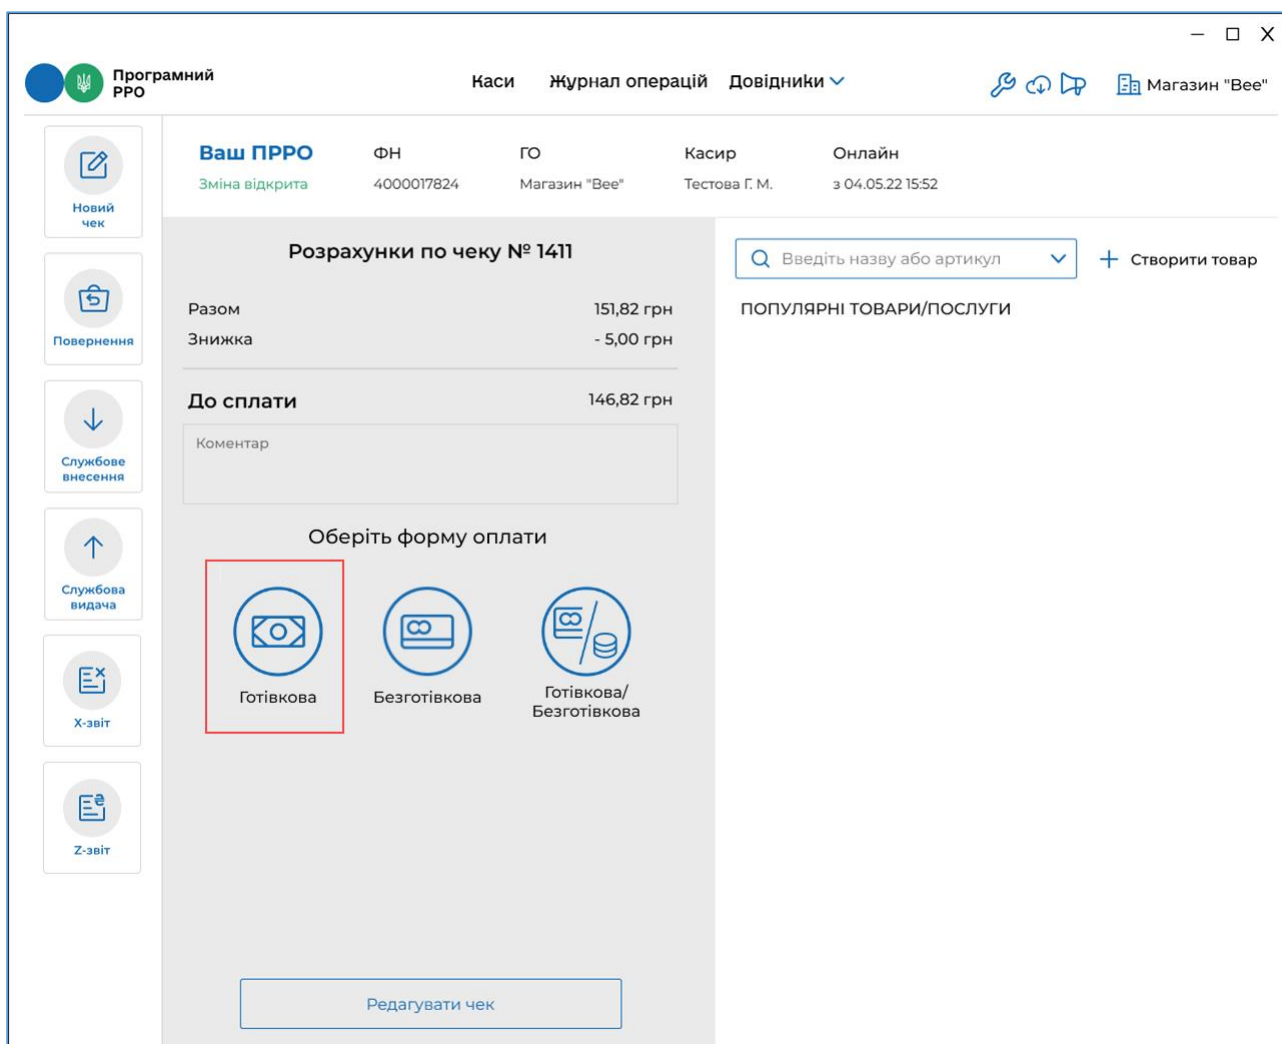 Програмний
РРО
Каси
Журнал операцій
Довідники
Магазин "Bee"
Новий
чек
Повернення
Службове
внесення
Службова
видача
X-звіт
Z-звіт
Ваш ПРРО
ФН
ГО
Касир
Онлайн
Зміна відкрита
4000017824
Магазин "Bee"
Тестова Г. М.
з 04.05.22 15:52
Розрахунки по чеку № 1411
Разом 151,82 грн
Знижка - 5,00 грн
До сплати 146,82 грн
Коментар
Оберіть форму оплати
Готівкова
Безготівкова
Готівкова/
Безготівкова
Редагувати чек
Введіть назву або артикул
Створити товар
ПОПУЛЯРНІ ТОВАРИ/ПОСЛУГИ